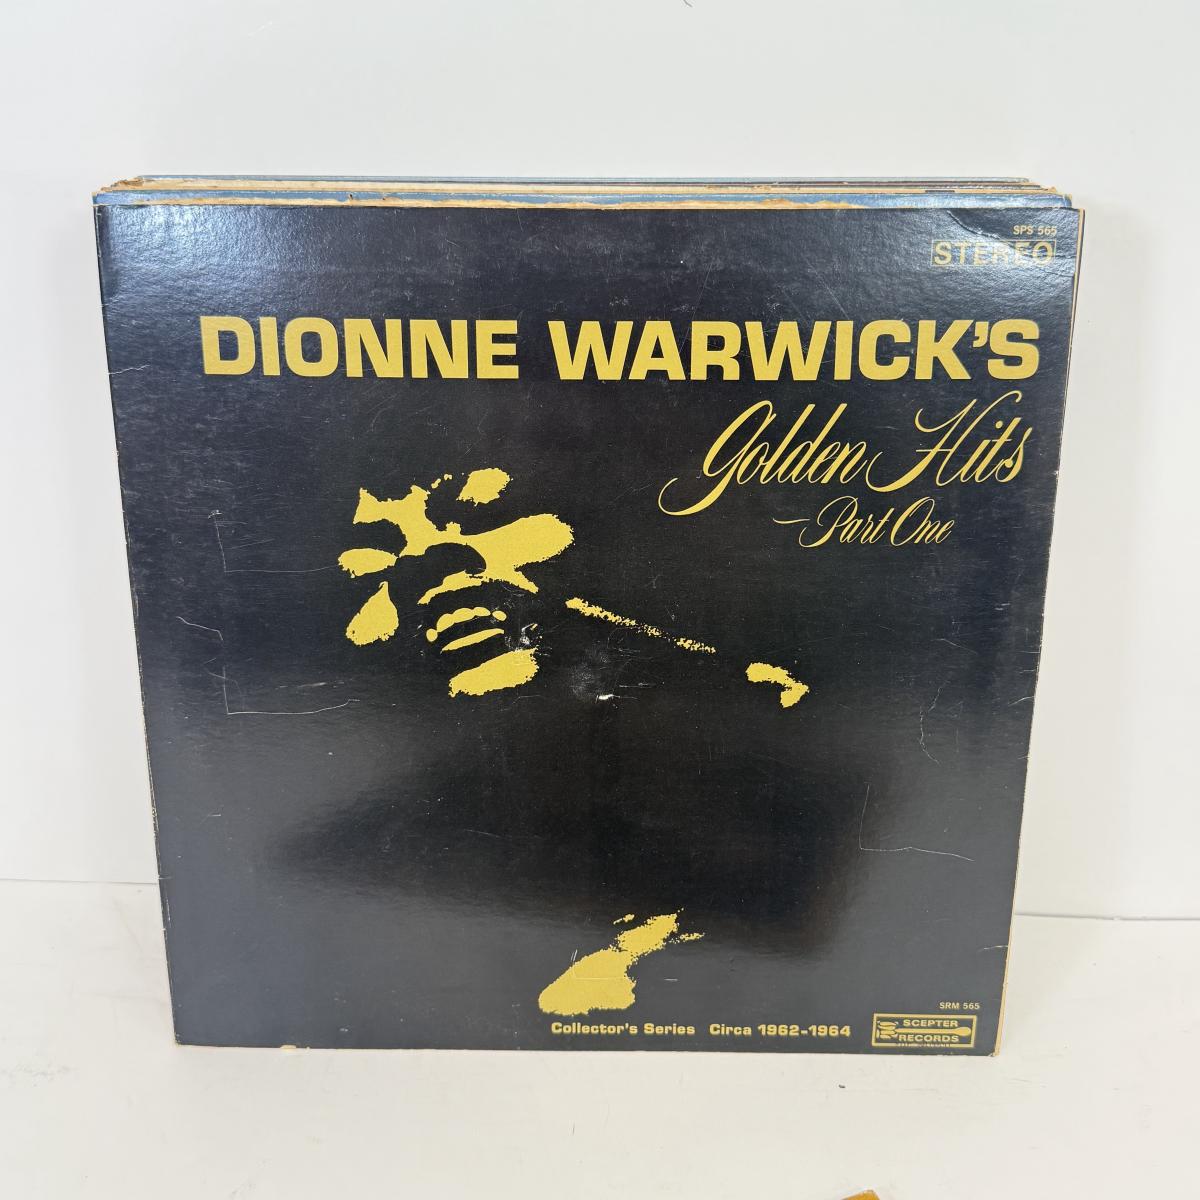 SPS 565
STEREO
DIONNE WARWICK'S
Golden Hits
–Part One
SRM 565
Collector's Series Circa 1962-1964
SCEPTER
RECORDS